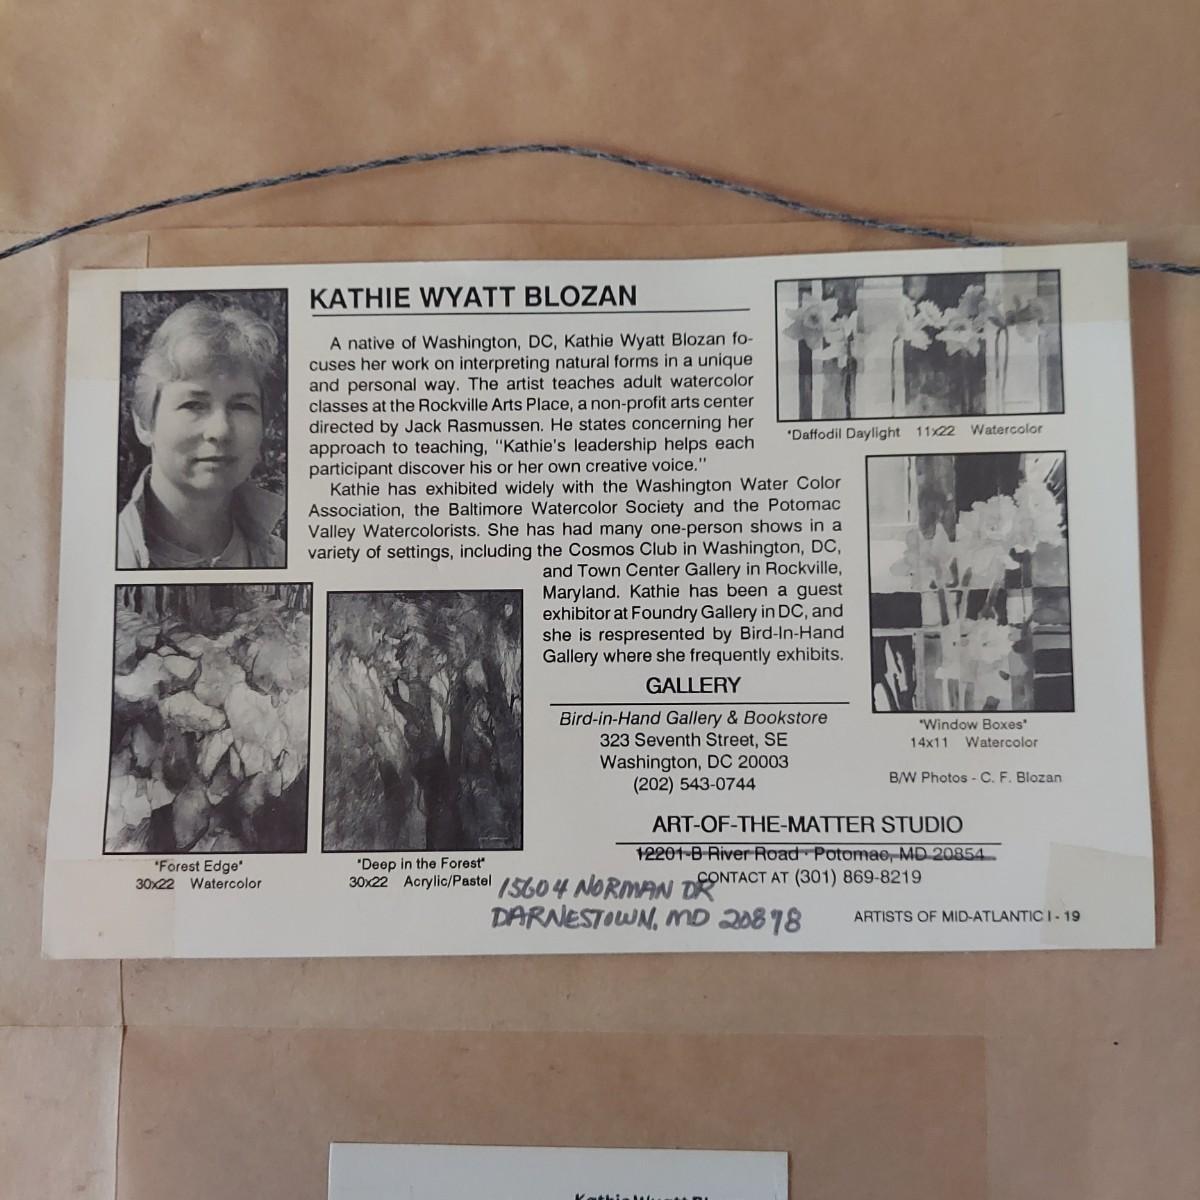 KATHIE WYATT BLOZAN
A native of Washington, DC, Kathie Wyatt Blozan fo-
cuses her work on interpreting natural forms in a unique
and personal way. The artist teaches adult watercolor
classes at the Rockville Arts Place, a non-profit arts center
directed by Jack Rasmussen. He states concerning her
approach to teaching, "Kathie's leadership helps each
participant discover his or her own creative voice."
Kathie has exhibited widely with the Washington Water Color
Association, the Baltimore Watercolor Society and the Potomac
Valley Watercolorists. She has had many one-person shows in a
variety of settings, including the Cosmos Club in Washington, DC,
and Town Center Gallery in Rockville,
Maryland. Kathie has been a guest
exhibitor at Foundry Gallery in DC, and
she is respresented by Bird-In-Hand
Gallery where she frequently exhibits.
"Daffodil Daylight 11x22 Watercolor
"Window Boxes"
14x11 Watercolor
B/W Photos - C. F. Blozan
"Forest Edge"
30x22 Watercolor
"Deep in the Forest"
30x22 Acrylic/Pastel
GALLERY
Bird-in-Hand Gallery & Bookstore
323 Seventh Street, SE
Washington, DC 20003
(202) 543-0744
ART-OF-THE-MATTER STUDIO
12201-B River Road · Potomac, MD 20854
CONTACT AT (301) 869-8219
15604 NORMAN DR
DARNESTOWN, MD 20878
ARTISTS OF MID-ATLANTIC I - 19
Kathie Wyatt